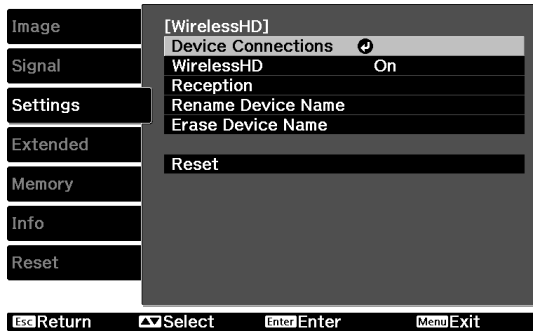 Image
Signal
Settings
Extended
Memory
Info
Reset
[WirelessHD]
Device Connections
WirelessHD On
Reception
Rename Device Name
Erase Device Name
Reset
Esc Return Select Enter Enter Menu Exit